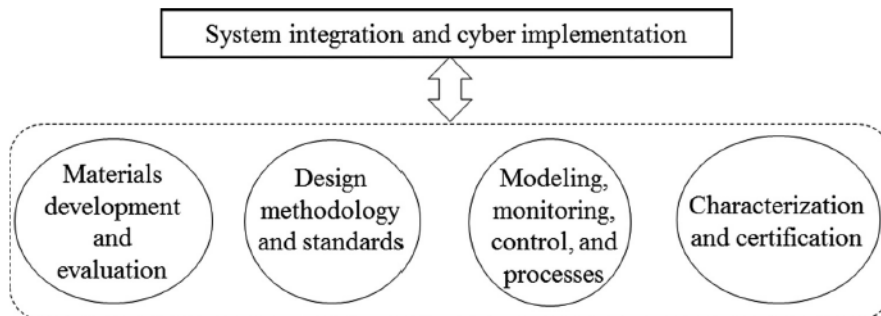 System integration and cyber implementation
Materials
development
and
evaluation
Design
methodology
and standards
Modeling,
monitoring,
control, and
processes
Characterization
and certification